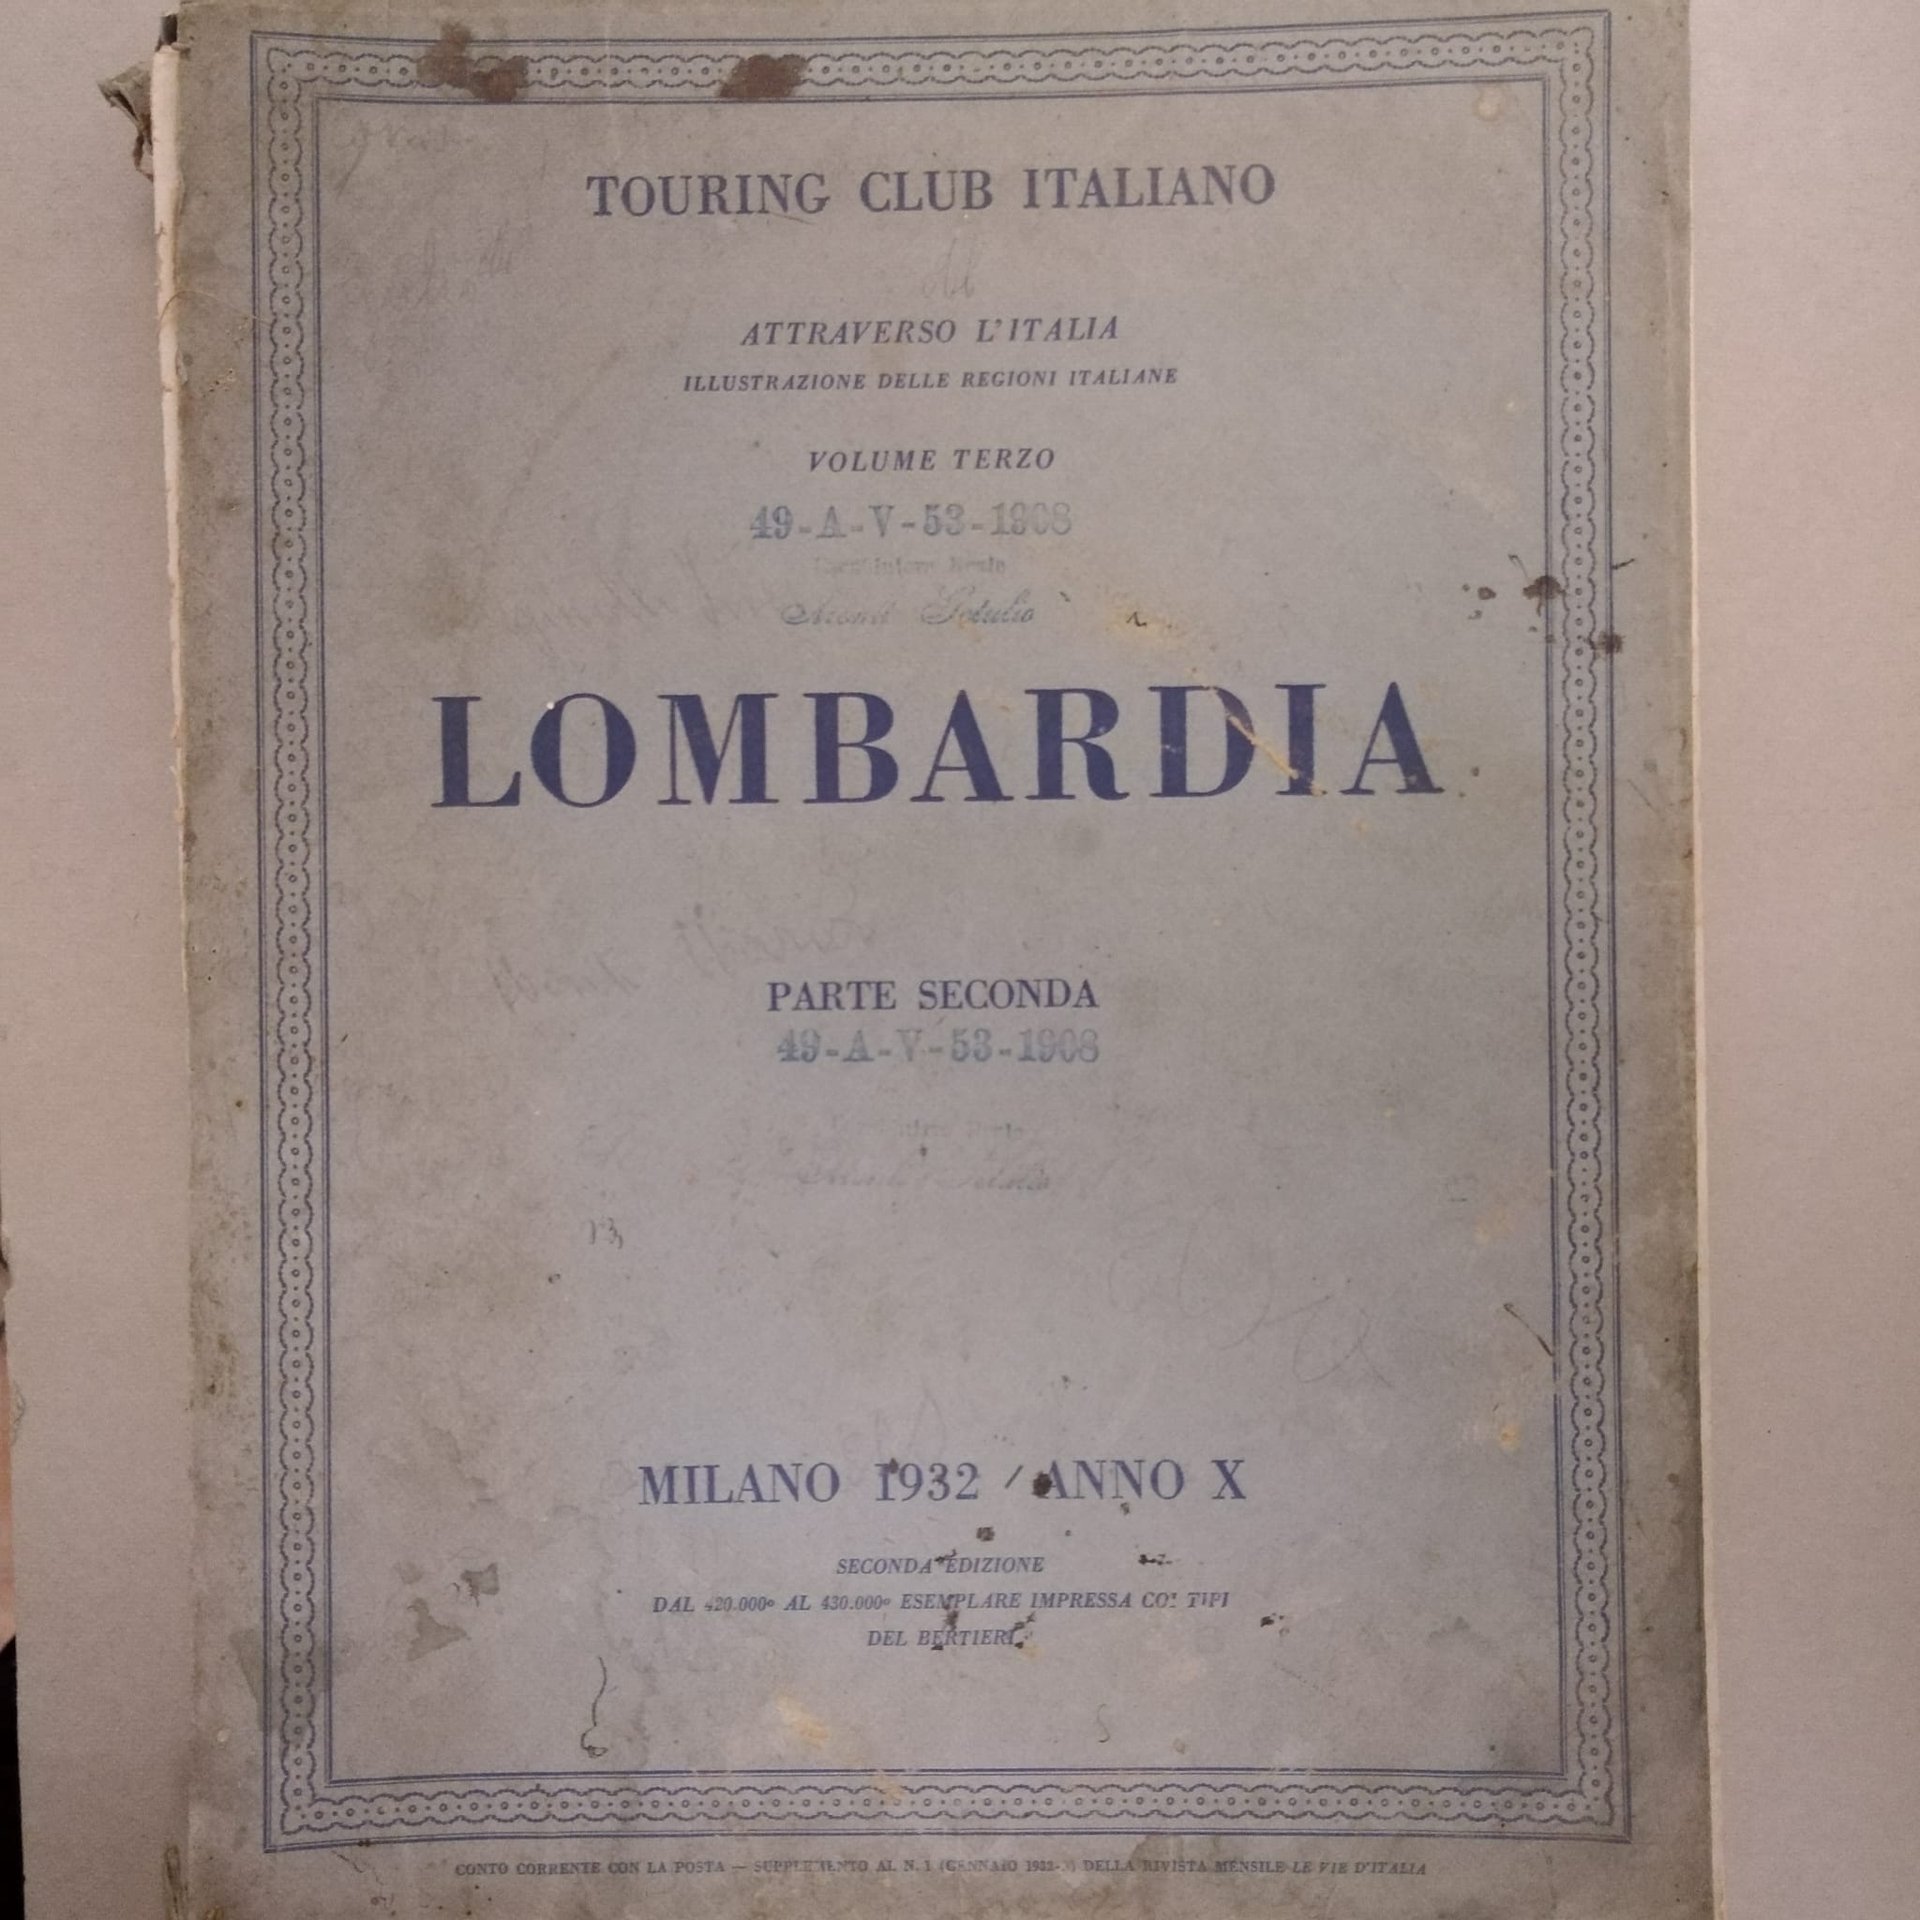 TOURING CLUB ITALIANO
ATTRAVERSO L'ITALIA
ILLUSTRAZIONE DELLE REGIONI ITALIANE
VOLUME TERZO
49-A-V-53-1908
LOMBARDIA
PARTE SECONDA
49-A-V-53-1908
MILANO 1932 / ANNO X
SECONDA EDIZIONE
DAL 420.000º AL 430.000º ESEMPLARE IMPRESSA COI TIPI
DEL BERTIERI
CONTO CORRENTE CON LA POSTA — SUPPLEMENTO AL N. 1 (GENNAIO 1932-X) DELLA RIVISTA MENSILE LE VIE D'ITALIA